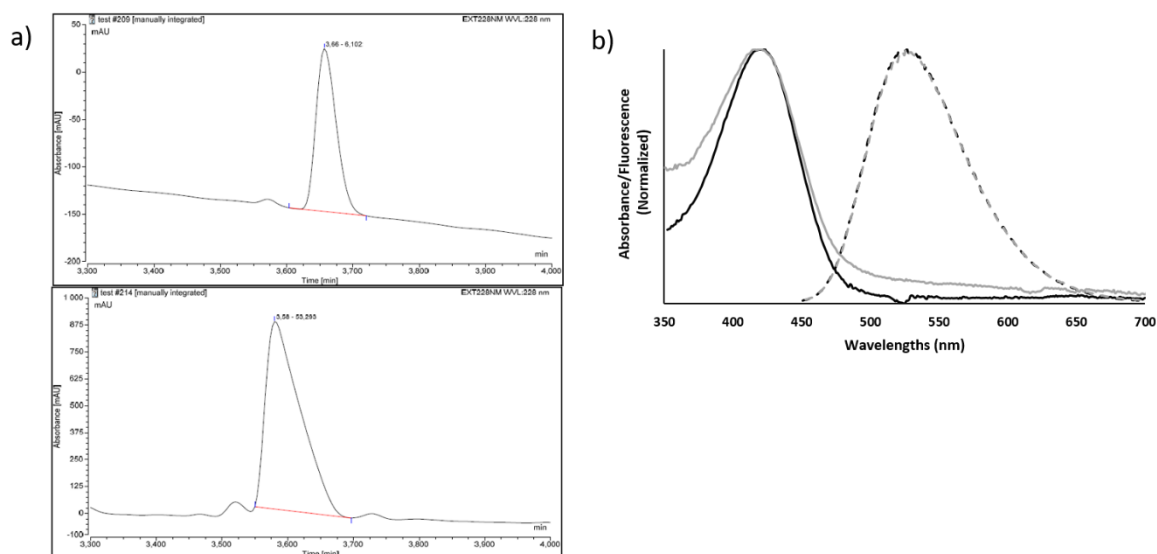 a)
test #209 [manually integrated]
EXT228NM WVL:228 nm
mAU
3,66 - 6,102
Absorbance [mAU]
50
0
-50
-100
-150
-200
min
3,300 3,400 3,500 3,600 3,700 3,800 3,900 4,000
Time [min]
test #214 [manually integrated]
EXT228NM WVL:228 nm
mAU
3,58 - 53,293
Absorbance [mAU]
1 000
875
750
625
500
375
250
125
0
-100
min
3,300 3,400 3,500 3,600 3,700 3,800 3,900 4,000
Time [min]
b)
Absorbance/Fluorescence
(Normalized)
350 400 450 500 550 600 650 700
Wavelengths (nm)